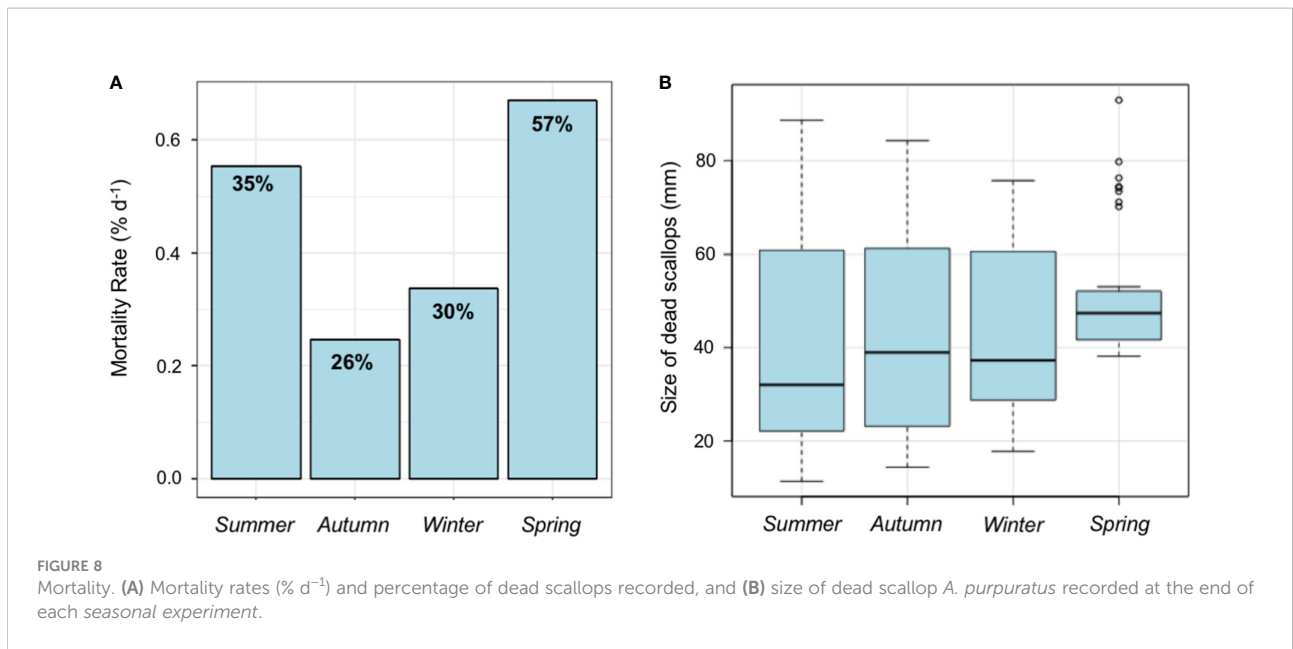 A
Mortality Rate (% d-1)
0.6
0.4
0.2
0.0
35%
26%
30%
57%
Summer Autumn Winter Spring
B
Size of dead scallops (mm)
80
60
40
20
Summer Autumn Winter Spring
FIGURE 8
Mortality. (A) Mortality rates (% d−1) and percentage of dead scallops recorded, and (B) size of dead scallop A. purpuratus recorded at the end of
each seasonal experiment.